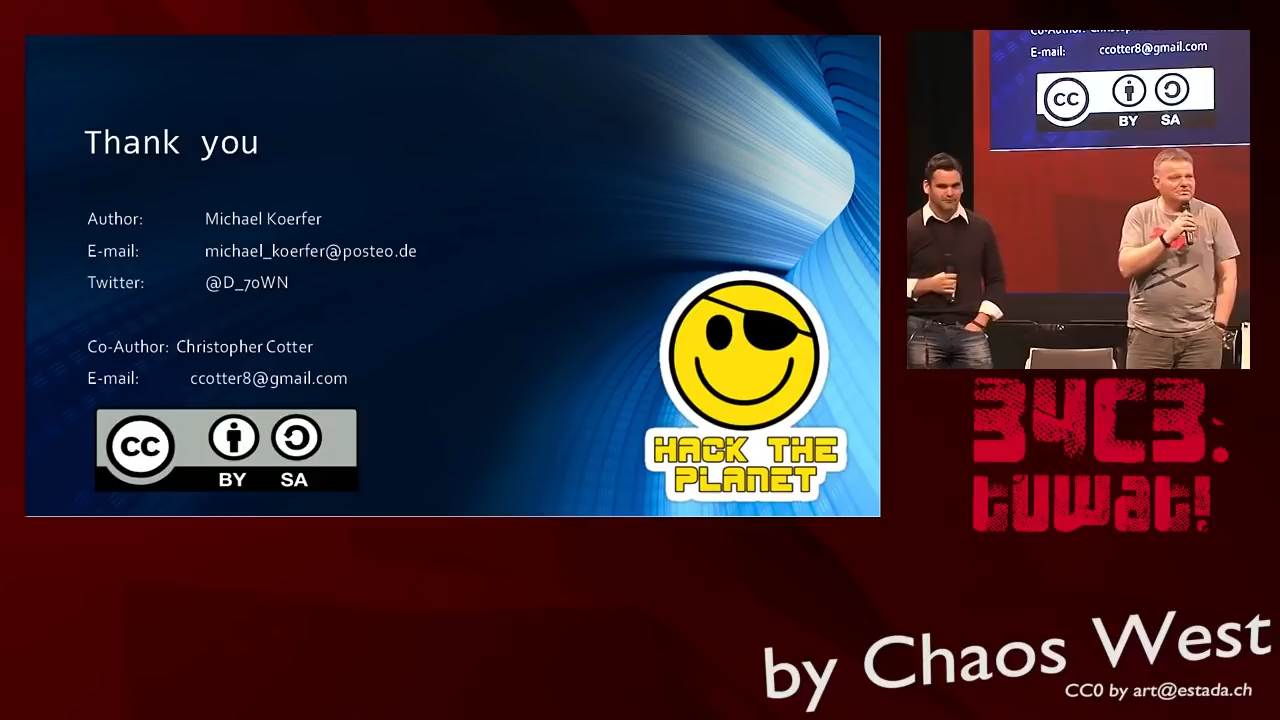 Thank you
Author: Michael Koerfer
E-mail: michael_koerfer@posteo.de
Twitter: @D_70WN
Co-Author: Christopher Cotter
E-mail: ccotter8@gmail.com
CC
BY SA
HACK THE
PLANET
Co-Author:
E-mail: ccotter8@gmail.com
CC
BY SA
34C3:
tuwat!
by Chaos West
CC0 by art@estada.ch